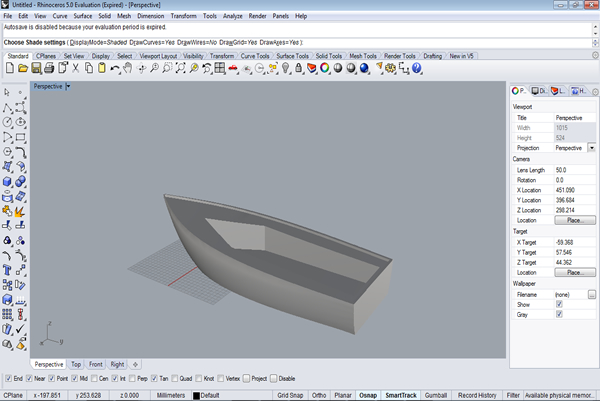 Untitled - Rhinoceros 5.0 Evaluation (Expired) - [Perspective]
File Edit View Curve Surface Solid Mesh Dimension Transform Tools Analyze Render Panels Help
Autosave is disabled because your evaluation period is expired.
Choose Shade settings ( DisplayMode=Shaded DrawCurves=Yes DrawWires=No DrawGrid=Yes DrawAxes=Yes ):
Standard CPlanes Set View Display Select Viewport Layout Visibility Transform Curve Tools Surface Tools Solid Tools Mesh Tools Render Tools Drafting New in V5
Perspective
P... Di... L... H...
Viewport
Title Perspective
Width 1015
Height 524
Projection Perspective
Camera
Lens Length 50.0
Rotation 0.0
X Location 451.090
Y Location 396.684
Z Location 298.214
Location Place...
Target
X Target -59.368
Y Target 57.546
Z Target 44.362
Location Place...
Wallpaper
Filename (none) ...
Show
Gray
z
x y
Perspective Top Front Right
End Near Point Mid Cen Int Perp Tan Quad Knot Vertex Project Disable
CPlane x -197.851 y 253.628 z 0.000 Millimeters Default Grid Snap Ortho Planar Osnap SmartTrack Gumball Record History Filter Available physical memor...